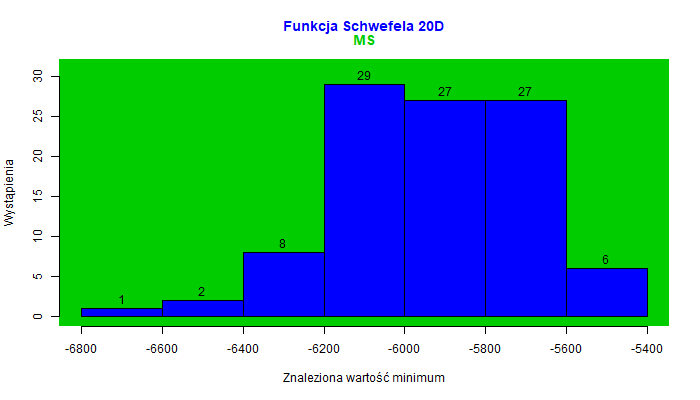 Funkcja Schwefela 20D
MS
30
25
20
15
10
5
0
Wystąpienia
1
2
8
29
27
27
6
-6800 -6600 -6400 -6200 -6000 -5800 -5600 -5400
Znaleziona wartość minimum